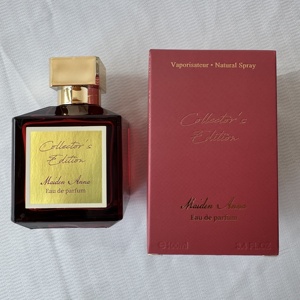 Collector's
Edition
Maiden Anna
Eau de parfum
Vaporisateur • Natural Spray
Collector's
Edition
Maiden Anna
Eau de parfum